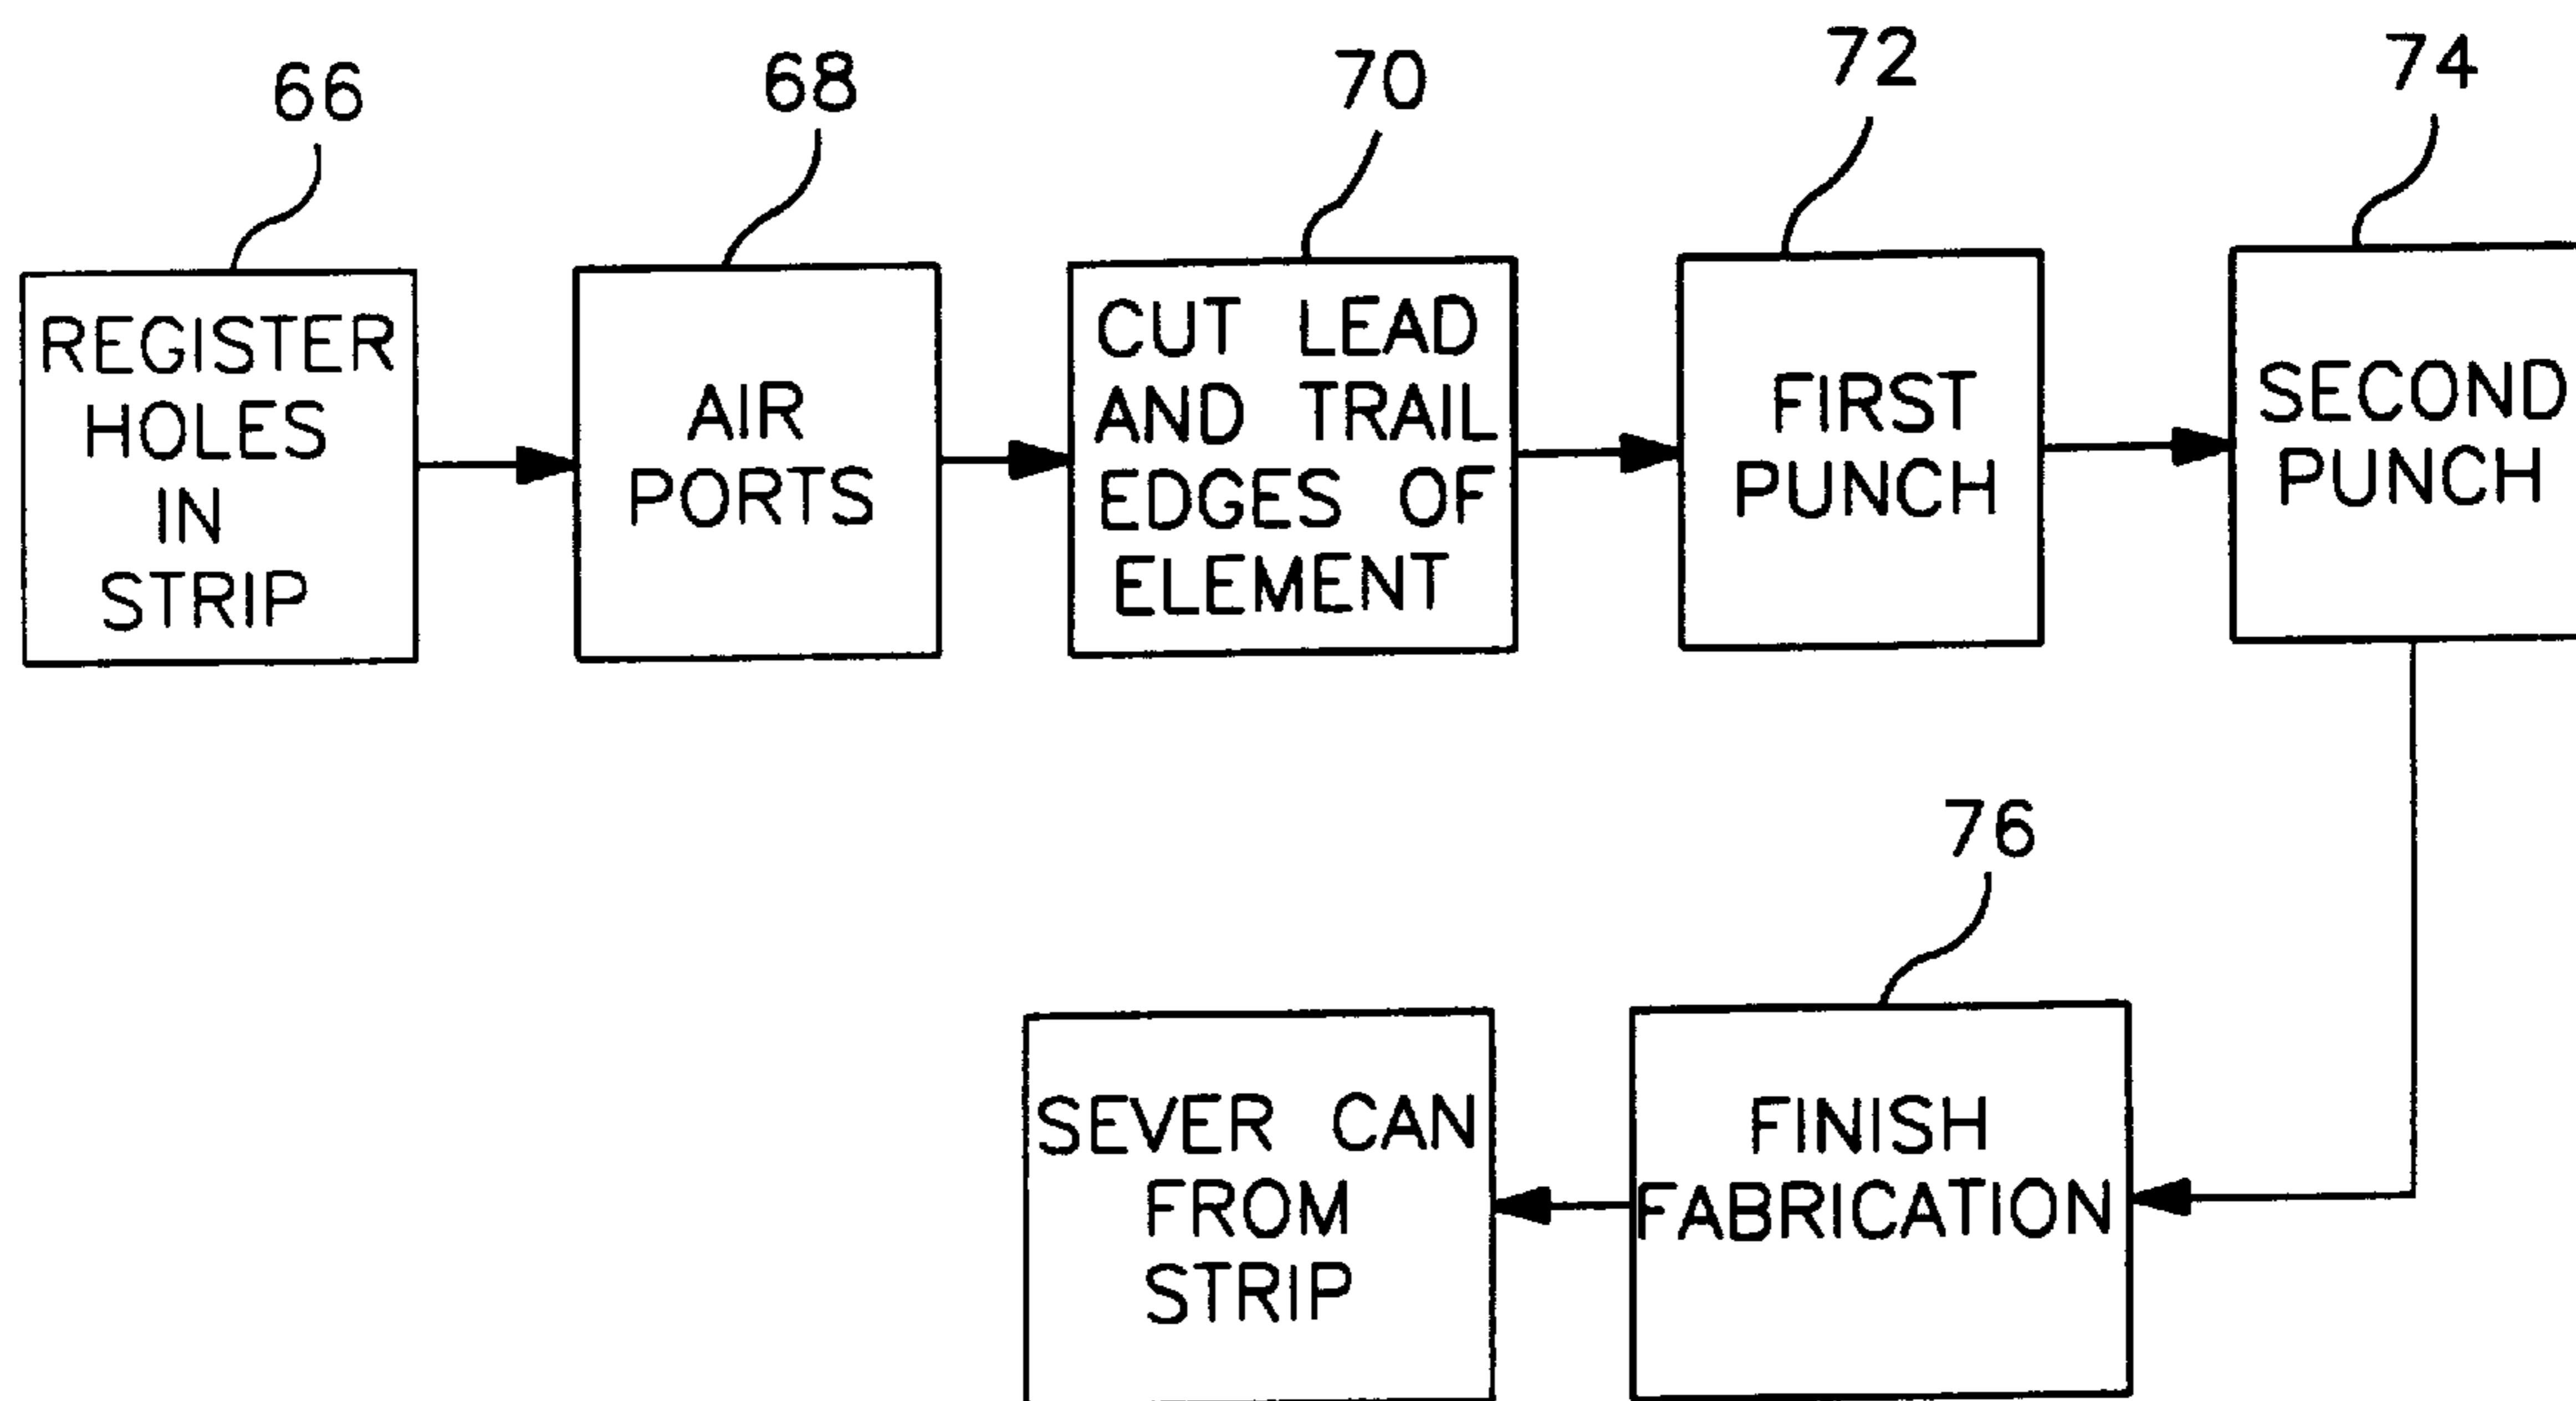 66
68
70
72
74
REGISTER
HOLES
IN
STRIP
AIR
PORTS
CUT LEAD
AND TRAIL
EDGES OF
ELEMENT
FIRST
PUNCH
SECOND
PUNCH
76
SEVER CAN
FROM
STRIP
FINISH
FABRICATION